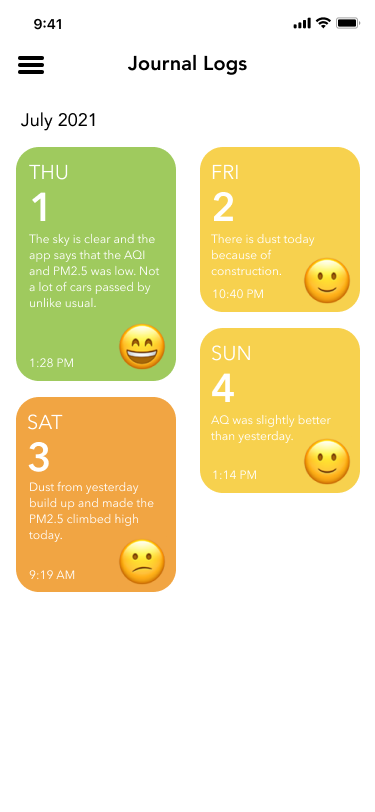 9:41
Journal Logs
July 2021
THU
1
The sky is clear and the
app says that the AQI
and PM2.5 was low. Not
a lot of cars passed by
unlike usual.
1:28 PM
FRI
2
There is dust today
because of
construction.
10:40 PM
SAT
3
Dust from yesterday
build up and made the
PM2.5 climbed high
today.
9:19 AM
SUN
4
AQ was slightly better
than yesterday.
1:14 PM